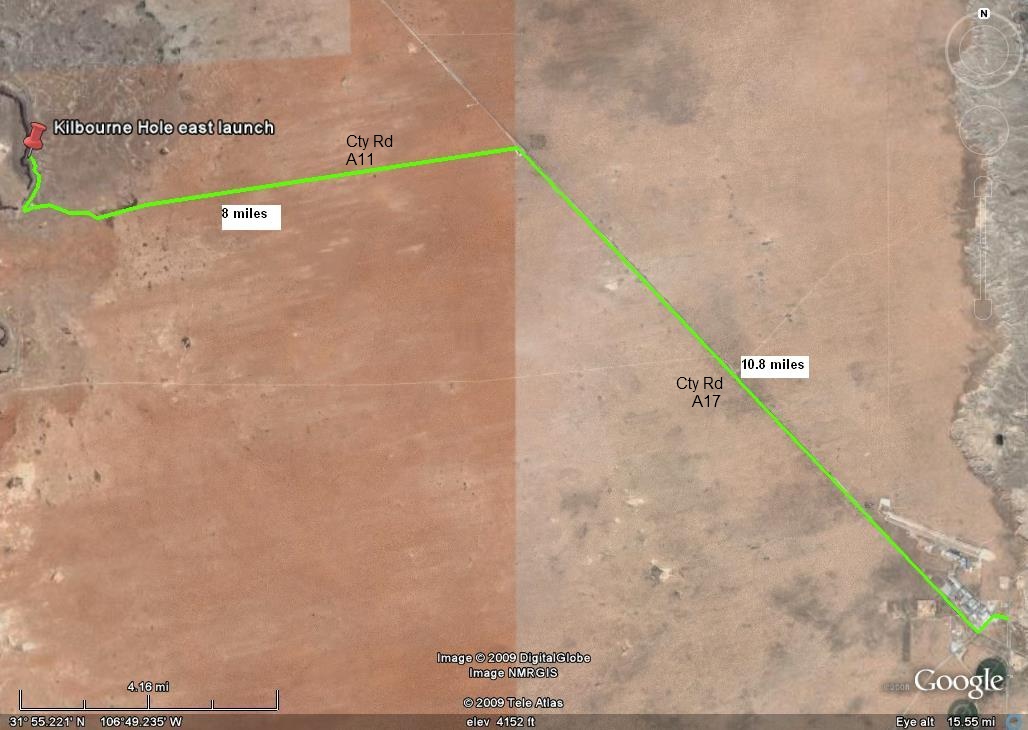 N
Kilbourne Hole east launch
Cty Rd
A11
8 miles
10.8 miles
Cty Rd
A17
Image © 2009 DigitalGlobe
Image NMRGIS
© 2009 Tele Atlas
©2008 Google
4.16 mi
31° 55.221' N 106°49.235' W
elev 4152 ft
Eye alt 15.55 mi